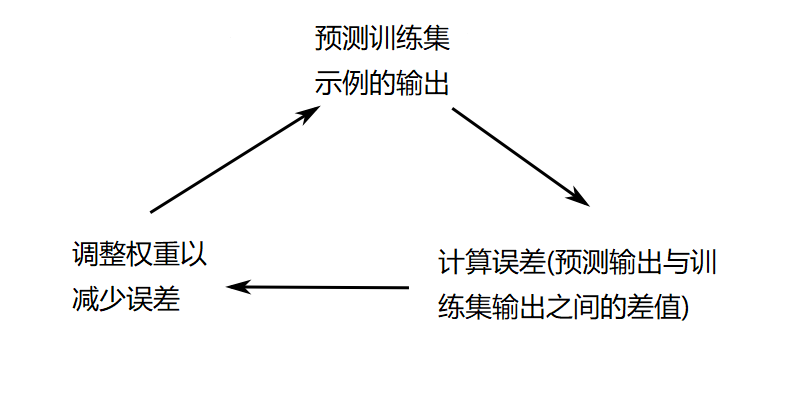 预测训练集
示例的输出
调整权重以
减少误差
计算误差(预测输出与训
练集输出之间的差值)